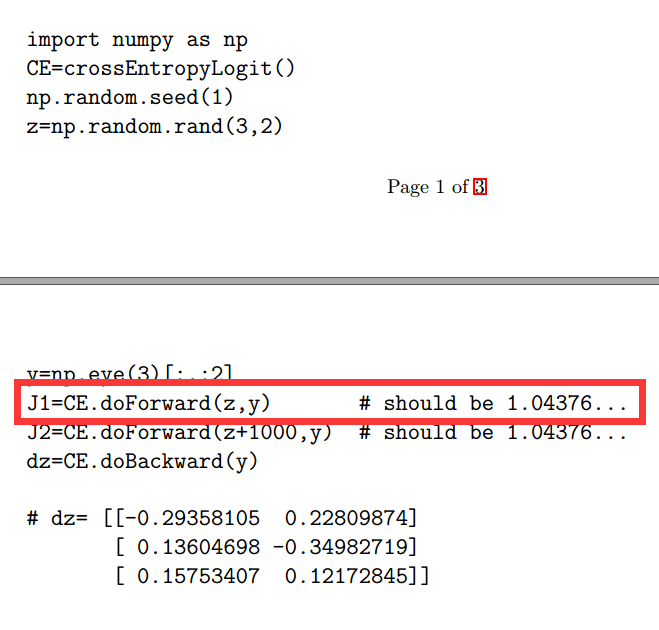 import numpy as np
CE=crossEntropyLogit()
np.random.seed(1)
z=np.random.rand(3,2)
Page 1 of 3
y=np.eye(3)[:,:2]
J1=CE.doForward(z,y) # should be 1.04376...
J2=CE.doForward(z+1000,y) # should be 1.04376...
dz=CE.doBackward(y)
# dz= [[-0.29358105 0.22809874]
[ 0.13604698 -0.34982719]
[ 0.15753407 0.12172845]]